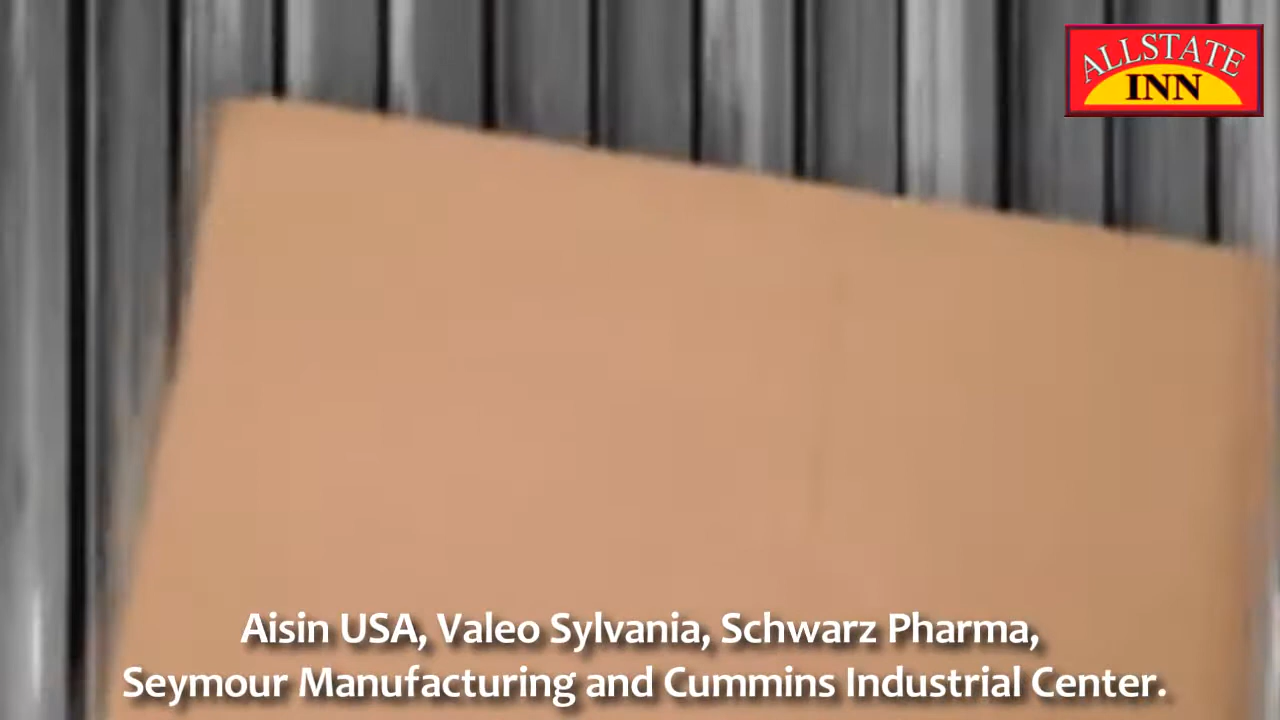 ALLSTATE
INN
Aisin USA, Valeo Sylvania, Schwarz Pharma,
Seymour Manufacturing and Cummins Industrial Center.